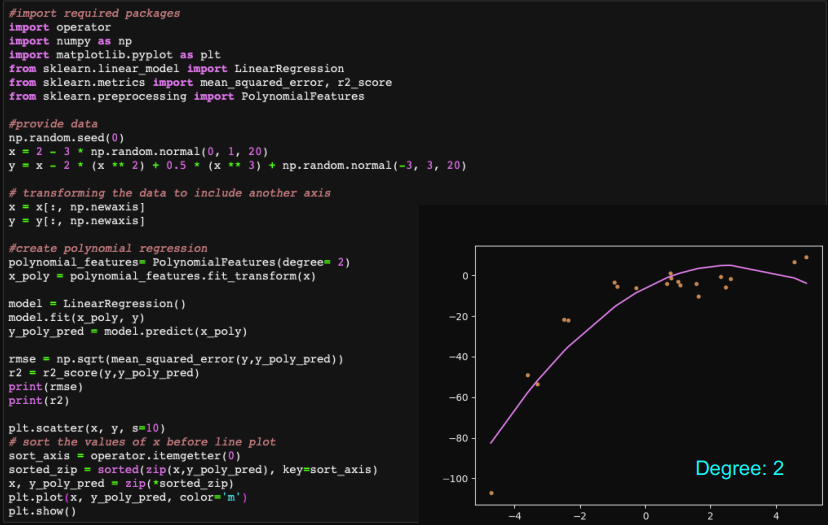 #import required packages
import operator
import numpy as np
import matplotlib.pyplot as plt
from sklearn.linear_model import LinearRegression
from sklearn.metrics import mean_squared_error, r2_score
from sklearn.preprocessing import PolynomialFeatures
#provide data
np.random.seed(0)
x = 2 - 3 * np.random.normal(0, 1, 20)
y = x - 2 * (x ** 2) + 0.5 * (x ** 3) + np.random.normal(-3, 3, 20)
# transforming the data to include another axis
x = x[:, np.newaxis]
y = y[:, np.newaxis]
#create polynomial regression
polynomial_features= PolynomialFeatures(degree= 2)
x_poly = polynomial_features.fit_transform(x)
model = LinearRegression()
model.fit(x_poly, y)
y_poly_pred = model.predict(x_poly)
rmse = np.sqrt(mean_squared_error(y,y_poly_pred))
r2 = r2_score(y,y_poly_pred)
print(rmse)
print(r2)
plt.scatter(x, y, s=10)
# sort the values of x before line plot
sort_axis = operator.itemgetter(0)
sorted_zip = sorted(zip(x,y_poly_pred), key=sort_axis)
x, y_poly_pred = zip(*sorted_zip)
plt.plot(x, y_poly_pred, color='m')
plt.show()
0
−20
−40
−60
−80
−100
Degree: 2
−4 −2 0 2 4